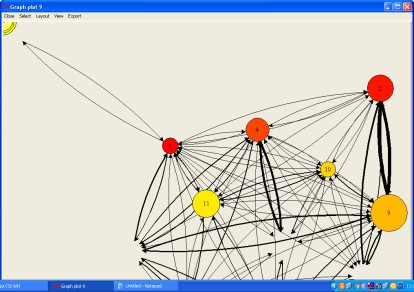 Graph plot 9
Close Select Layout View Export
2
4
10
11
9
Graph plot 9
Untitled - Notepad